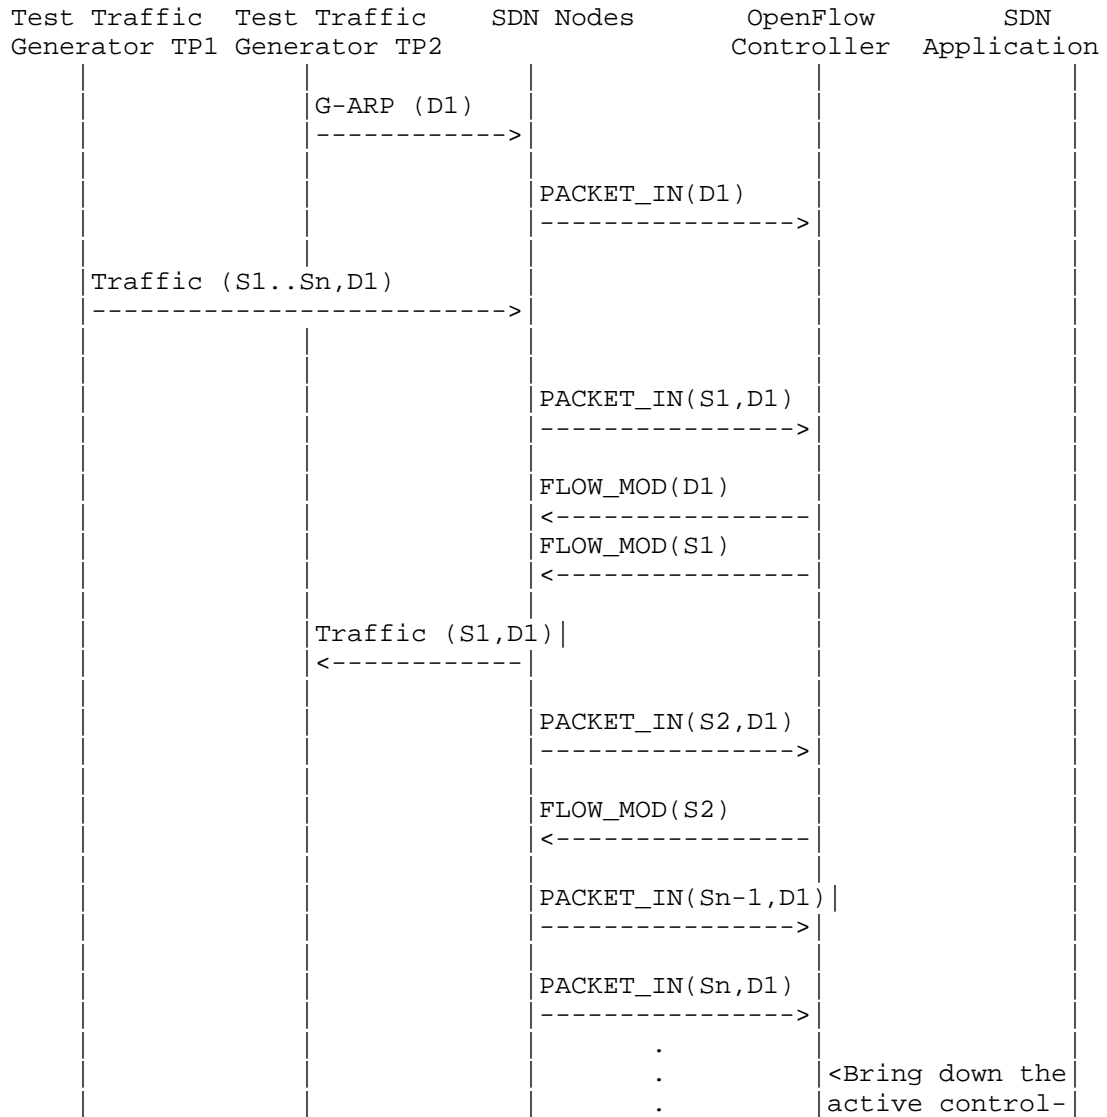 Test Traffic  Test Traffic    SDN Nodes       OpenFlow        SDN
Generator TP1 Generator TP2                  Controller  Application
G-ARP (D1)
------------>
PACKET_IN(D1)
---------------->
Traffic (S1..Sn,D1)
-------------------------->
PACKET_IN(S1,D1)
---------------->
FLOW_MOD(D1)
<----------------
FLOW_MOD(S1)
<----------------
Traffic (S1,D1)|
<------------
PACKET_IN(S2,D1)
---------------->
FLOW_MOD(S2)
<----------------
PACKET_IN(Sn-1,D1)|
---------------->
PACKET_IN(Sn,D1)
---------------->
.
. <Bring down the
. active control-